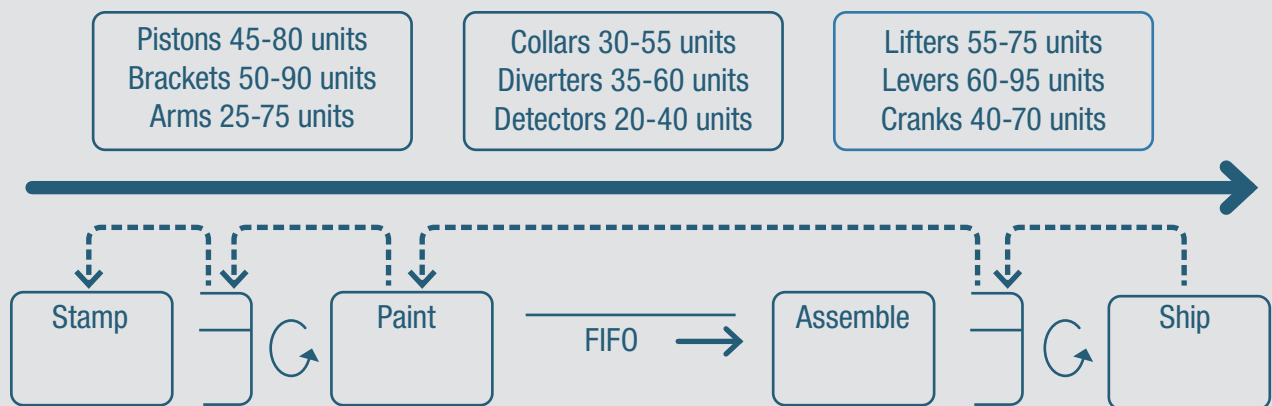 Pistons 45-80 units
Brackets 50-90 units
Arms 25-75 units
Collars 30-55 units
Diverters 35-60 units
Detectors 20-40 units
Lifters 55-75 units
Levers 60-95 units
Cranks 40-70 units
Stamp
Paint
FIFO
Assemble
Ship